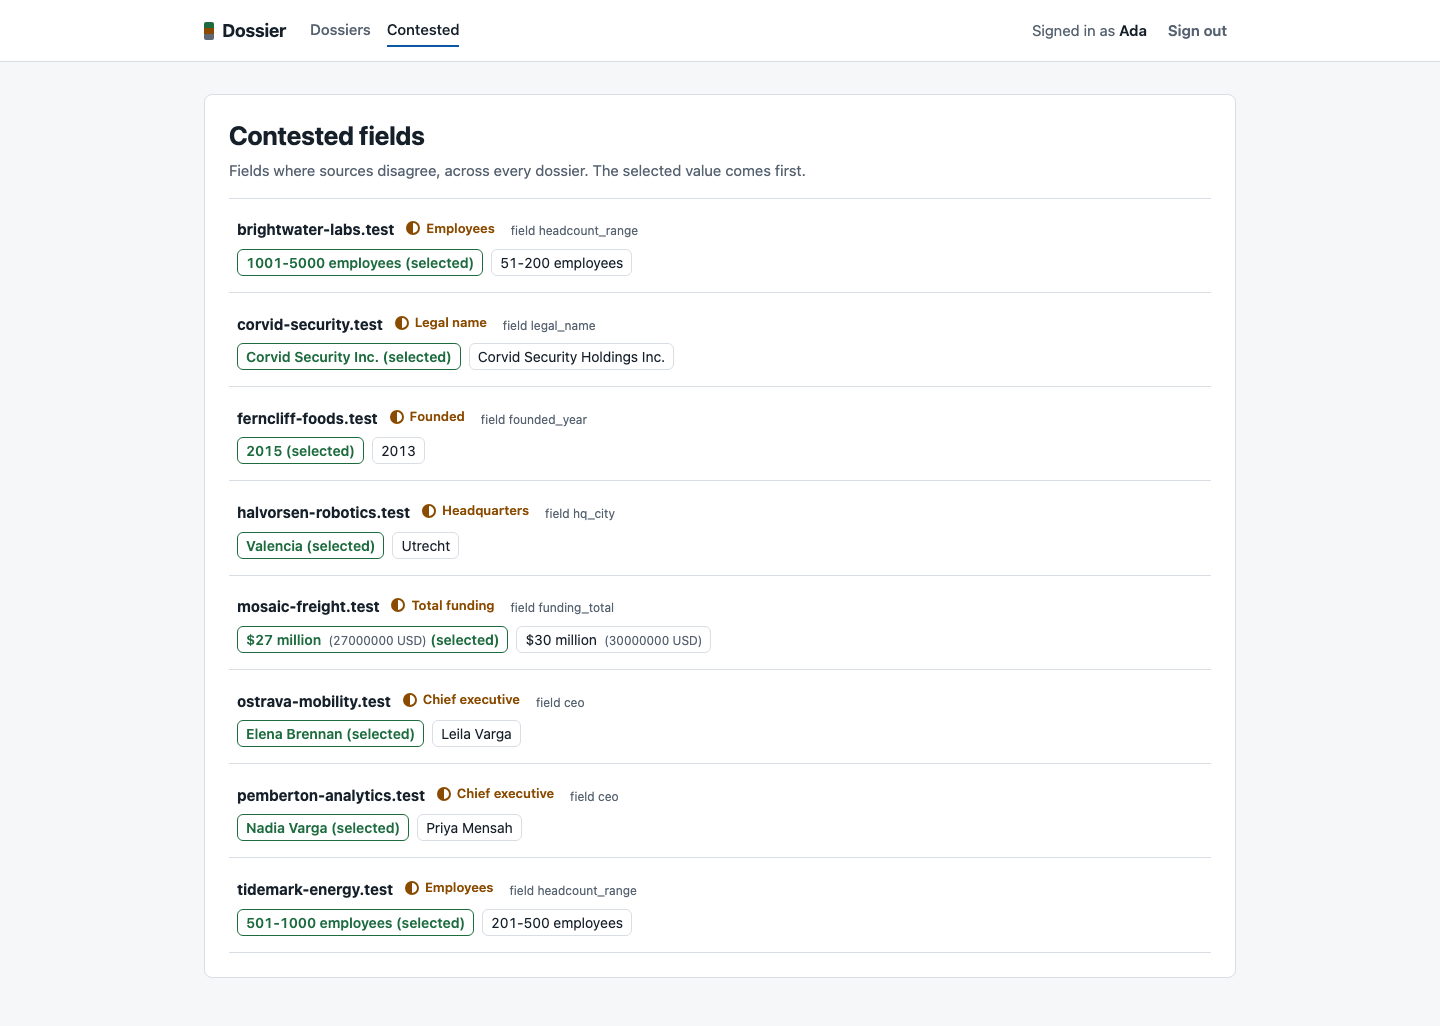 Dossier Dossiers Contested Signed in as Ada Sign out
Contested fields
Fields where sources disagree, across every dossier. The selected value comes first.
brightwater-labs.test Employees field headcount_range
1001-5000 employees (selected) 51-200 employees
corvid-security.test Legal name field legal_name
Corvid Security Inc. (selected) Corvid Security Holdings Inc.
ferncliff-foods.test Founded field founded_year
2015 (selected) 2013
halvorsen-robotics.test Headquarters field hq_city
Valencia (selected) Utrecht
mosaic-freight.test Total funding field funding_total
$27 million (27000000 USD) (selected) $30 million (30000000 USD)
ostrava-mobility.test Chief executive field ceo
Elena Brennan (selected) Leila Varga
pemberton-analytics.test Chief executive field ceo
Nadia Varga (selected) Priya Mensah
tidemark-energy.test Employees field headcount_range
501-1000 employees (selected) 201-500 employees